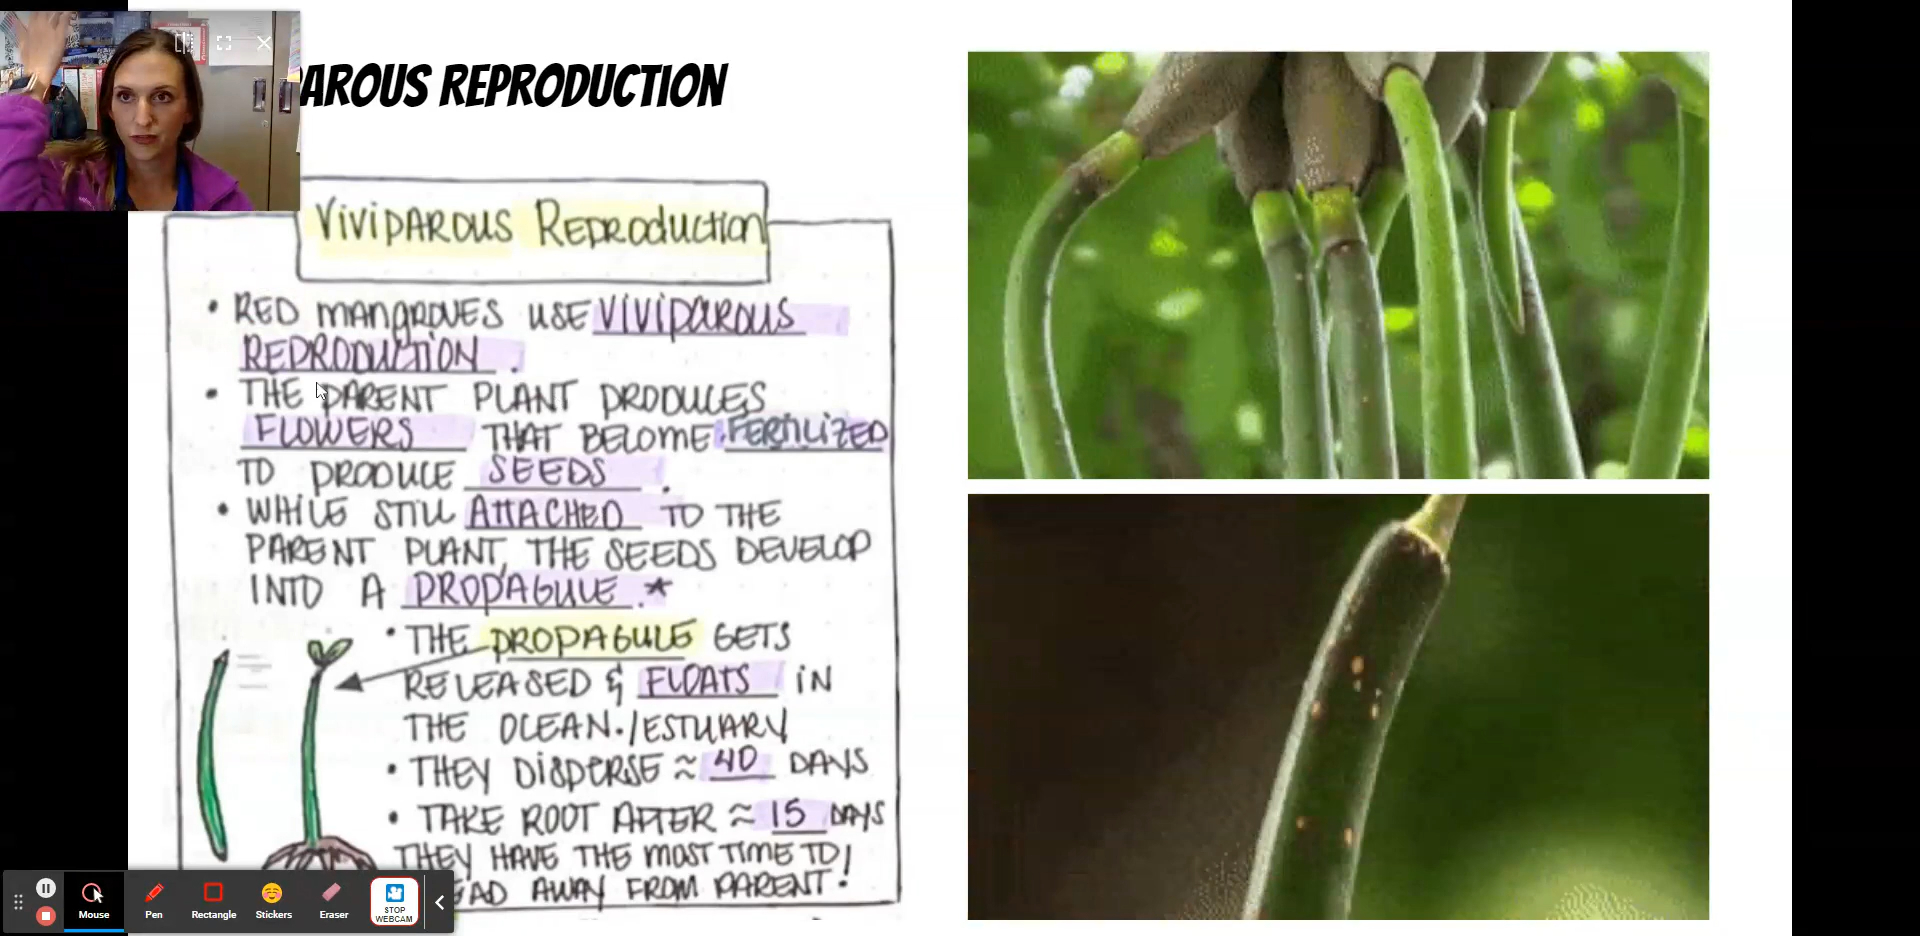 AROUS REPRODUCTION
VIVIPAROUS REPRODUCTION
• RED MANGROVES USE VIVIPAROUS
REPRODUCTION.
• THE PARENT PLANT PRODUCES
FLOWERS THAT BECOME FERTILIZED
TO PRODUCE SEEDS.
• WHILE STILL ATTACHED TO THE
PARENT PLANT, THE SEEDS DEVELOP
INTO A PROPAGULE.*
• THE PROPAGULE GETS
RELEASED & FLOATS IN
THE OCEAN./ESTUARY
• THEY DISPERSE ≈ 40 DAYS
• TAKE ROOT AFTER ≈ 15 DAYS
THEY HAVE THE MOST TIME TO
EAD AWAY FROM PARENT!
Mouse
Pen
Rectangle
Stickers
Eraser
STOP
WEBCAM